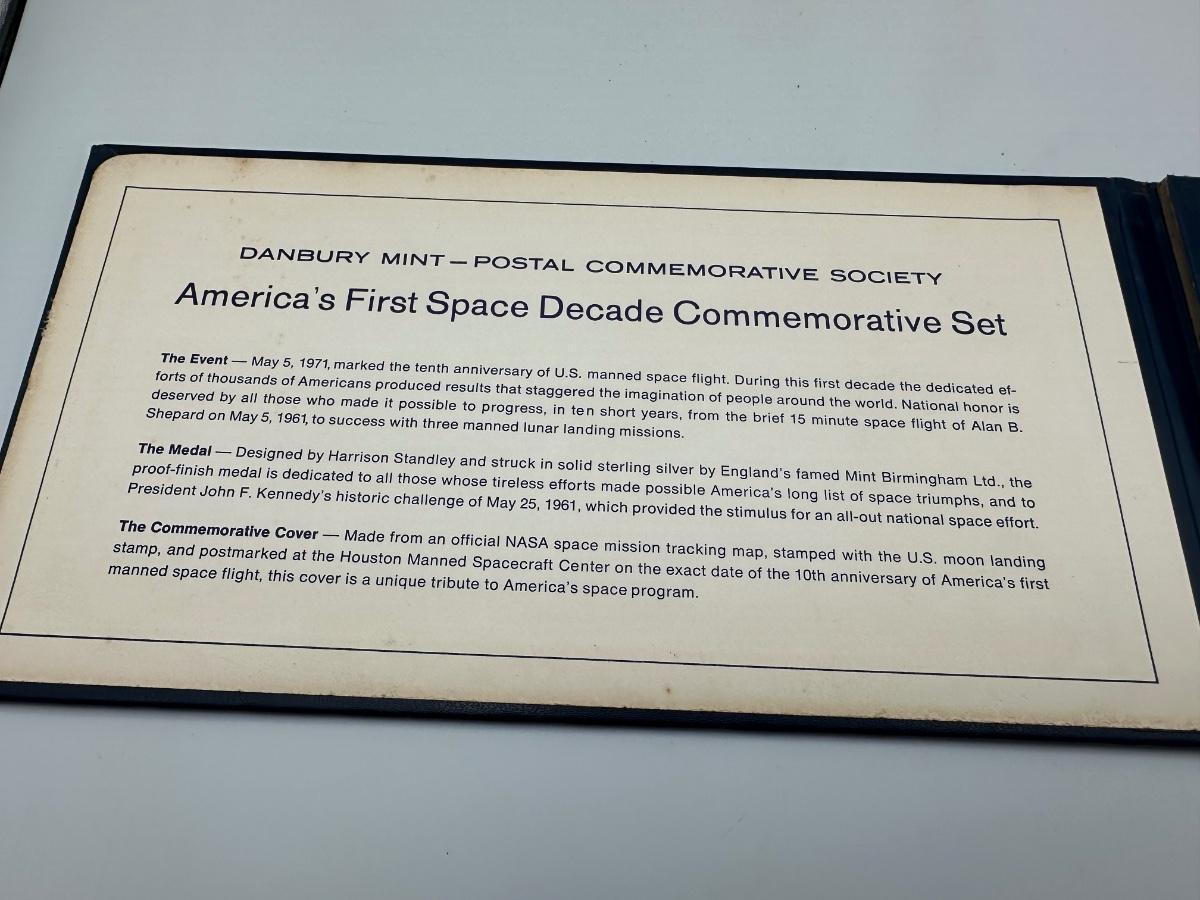 DANBURY MINT — POSTAL COMMEMORATIVE SOCIETY
America's First Space Decade Commemorative Set
The Event — May 5, 1971, marked the tenth anniversary of U.S. manned space flight. During this first decade the dedicated ef-
forts of thousands of Americans produced results that staggered the imagination of people around the world. National honor is
deserved by all those who made it possible to progress, in ten short years, from the brief 15 minute space flight of Alan B.
Shepard on May 5, 1961, to success with three manned lunar landing missions.
The Medal — Designed by Harrison Standley and struck in solid sterling silver by England's famed Mint Birmingham Ltd., the
proof-finish medal is dedicated to all those whose tireless efforts made possible America's long list of space triumphs, and to
President John F. Kennedy's historic challenge of May 25, 1961, which provided the stimulus for an all-out national space effort.
The Commemorative Cover — Made from an official NASA space mission tracking map, stamped with the U.S. moon landing
stamp, and postmarked at the Houston Manned Spacecraft Center on the exact date of the 10th anniversary of America's first
manned space flight, this cover is a unique tribute to America's space program.